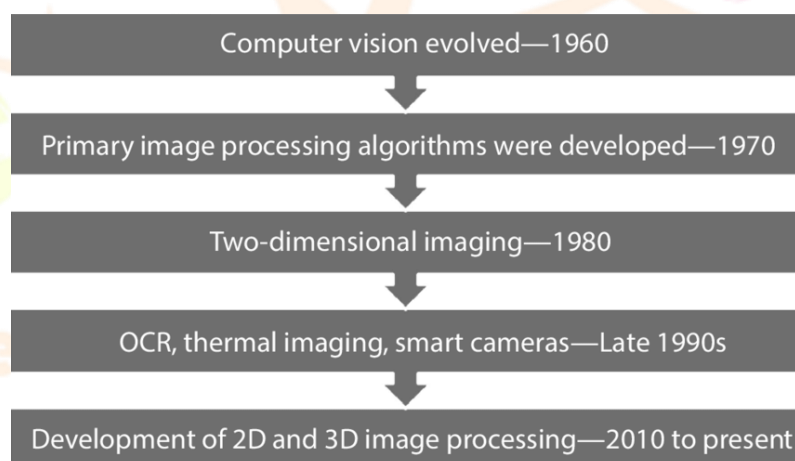 Computer vision evolved—1960
Primary image processing algorithms were developed—1970
Two-dimensional imaging—1980
OCR, thermal imaging, smart cameras—Late 1990s
Development of 2D and 3D image processing—2010 to present